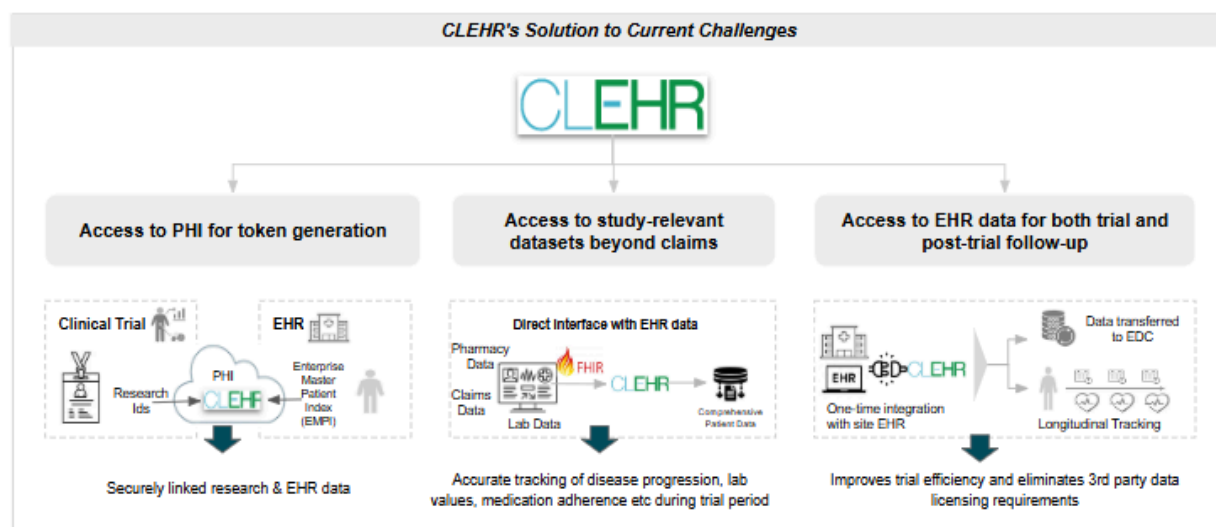 CLEHR's Solution to Current Challenges
CLEHR
Access to PHI for token generation
Access to study-relevant
datasets beyond claims
Access to EHR data for both trial and
post-trial follow-up
Clinical Trial
EHR
PHI
Research
Ids
CLEHR
Enterprise
Master
Patient
Index
(EMPI)
Securely linked research & EHR data
Direct Interface with EHR data
Pharmacy
Data
FHIR
Claims
Data
CLEHR
Lab Data
Comprehensive
Patient Data
Accurate tracking of disease progression, lab
values, medication adherence etc during trial period
EHR
CLEHR
One-time integration
with site EHR
Data transferred
to EDC
Longitudinal Tracking
Improves trial efficiency and eliminates 3rd party data
licensing requirements